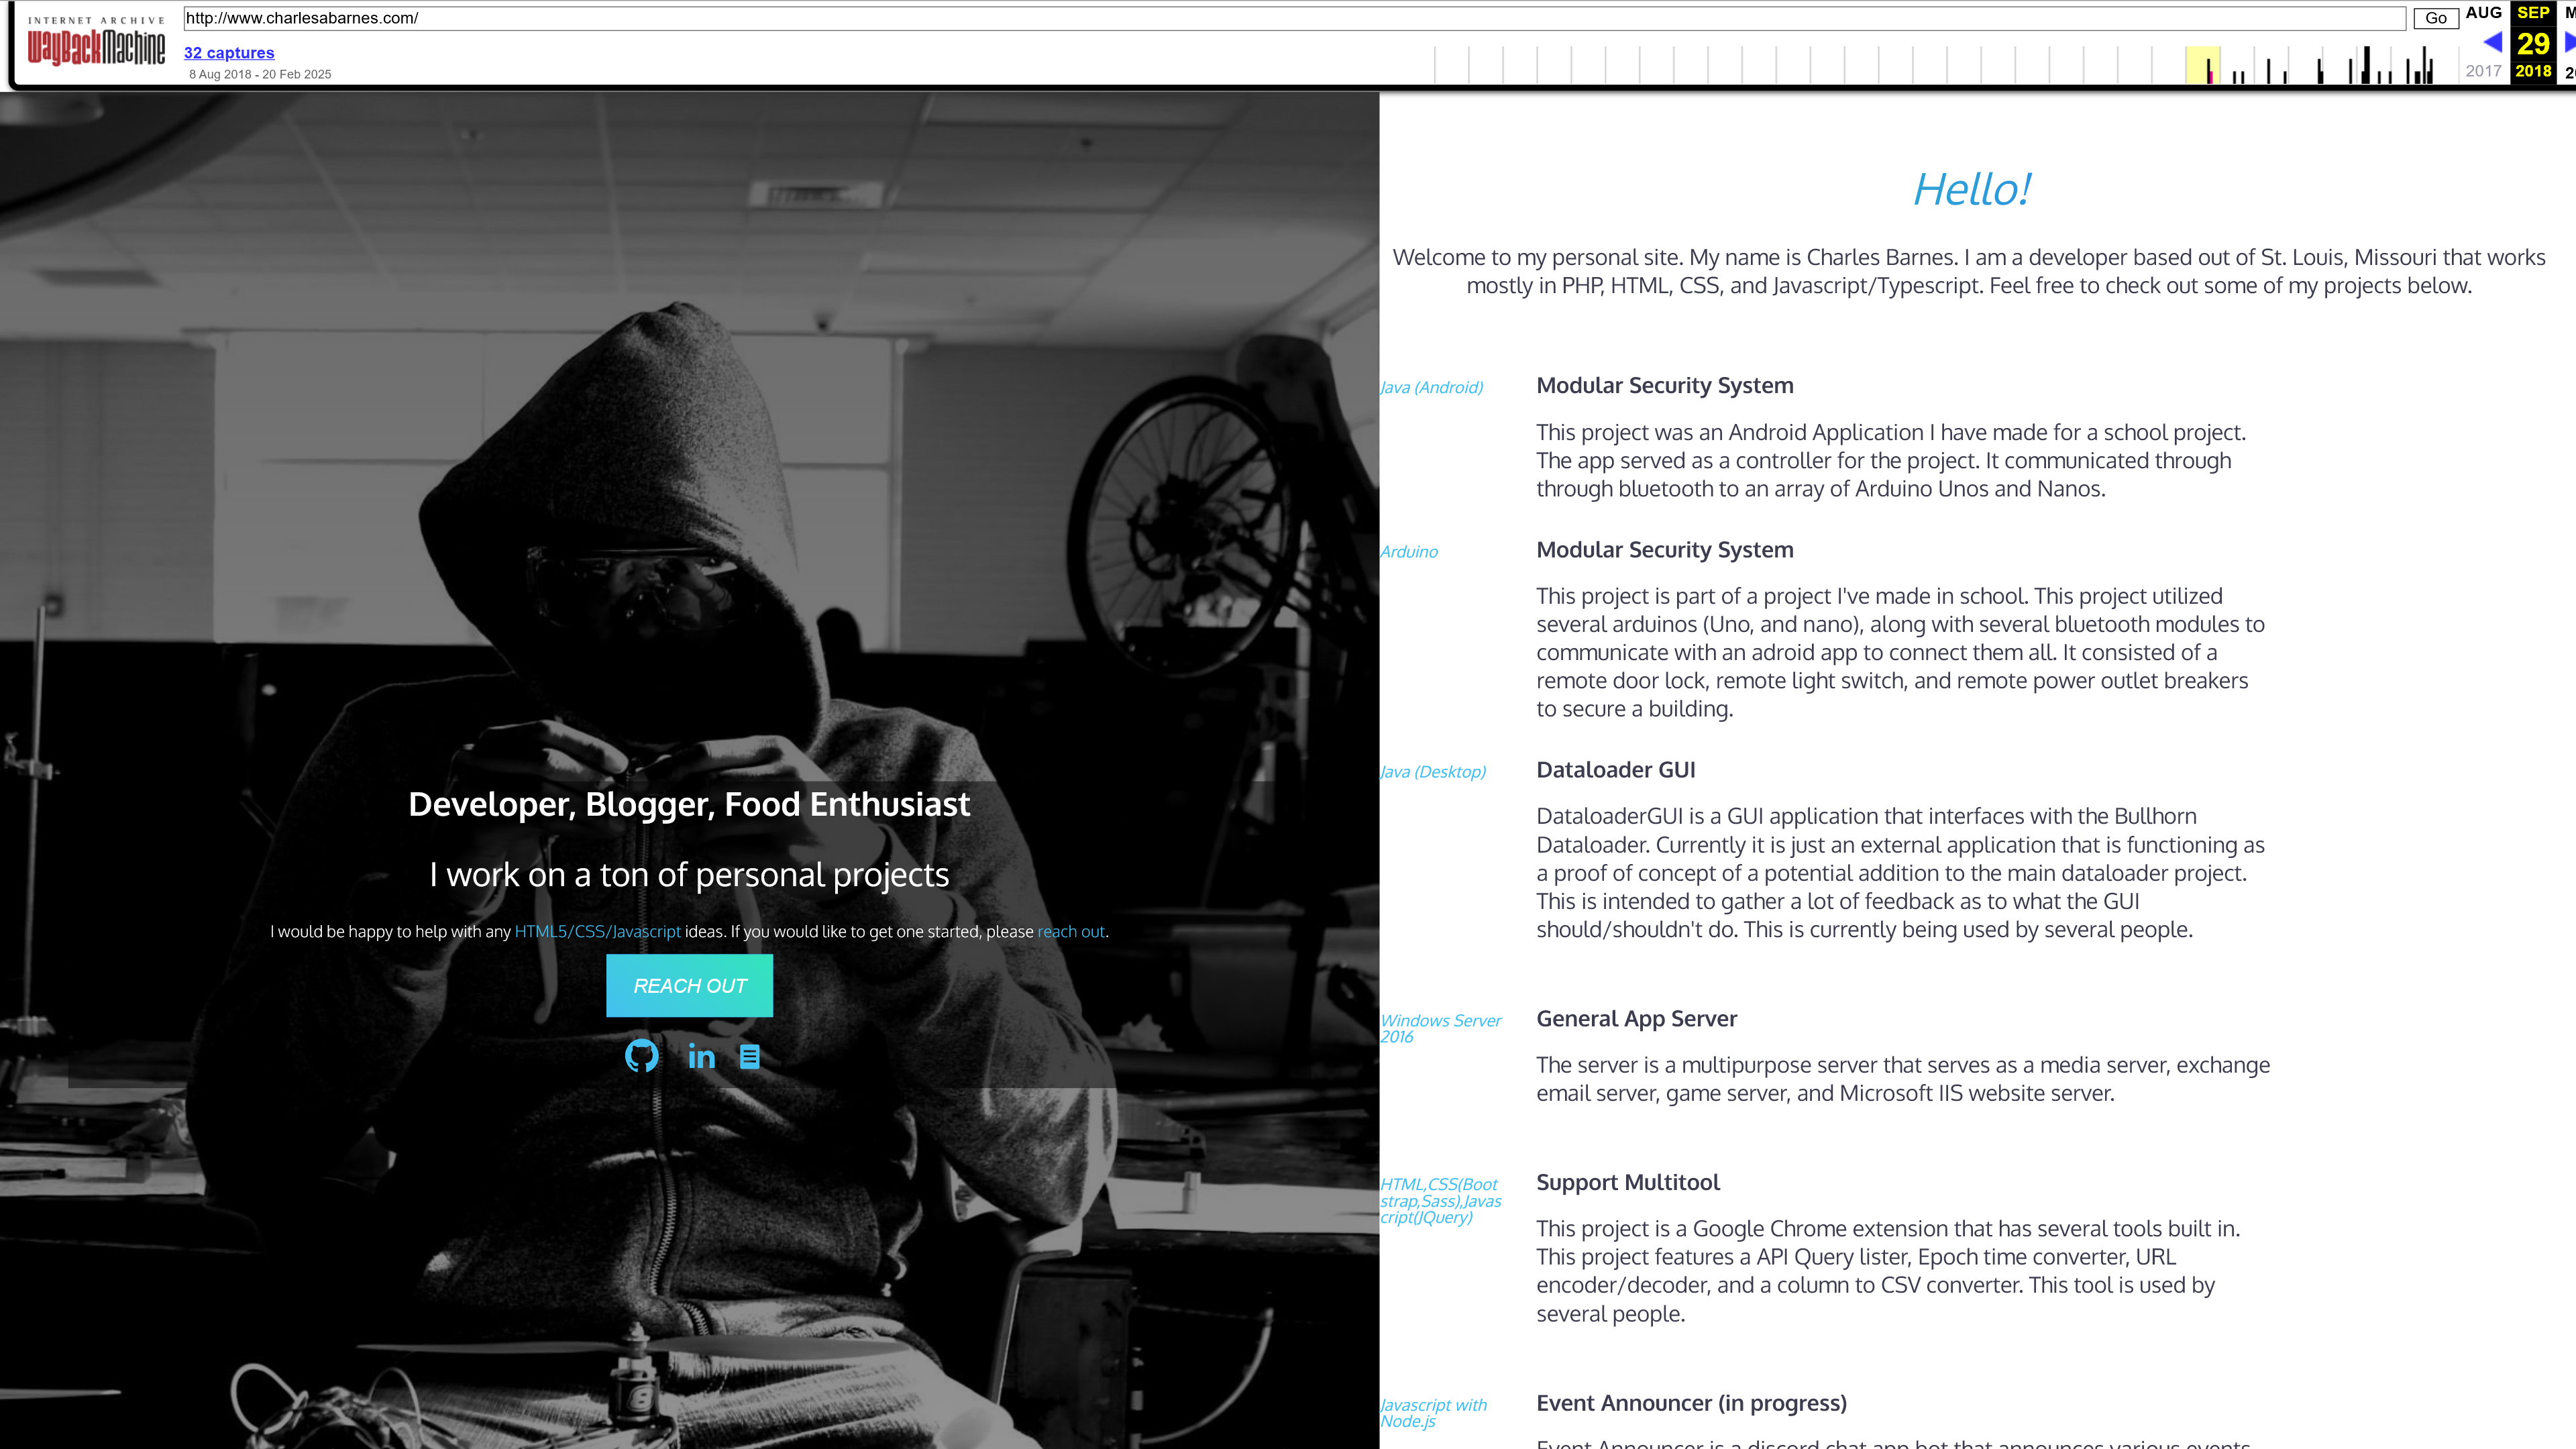 INTERNET ARCHIVE
WayBackMachine
http://www.charlesabarnes.com/
Go
32 captures
8 Aug 2018 - 20 Feb 2025
AUG
SEP
29
2017
2018
Developer, Blogger, Food Enthusiast
I work on a ton of personal projects
I would be happy to help with any HTML5/CSS/Javascript ideas. If you would like to get one started, please reach out.
REACH OUT
in
Hello!
Welcome to my personal site. My name is Charles Barnes. I am a developer based out of St. Louis, Missouri that works
mostly in PHP, HTML, CSS, and Javascript/Typescript. Feel free to check out some of my projects below.
Java (Android)
Modular Security System
This project was an Android Application I have made for a school project.
The app served as a controller for the project. It communicated through
through bluetooth to an array of Arduino Unos and Nanos.
Arduino
Modular Security System
This project is part of a project I've made in school. This project utilized
several arduinos (Uno, and nano), along with several bluetooth modules to
communicate with an adroid app to connect them all. It consisted of a
remote door lock, remote light switch, and remote power outlet breakers
to secure a building.
Java (Desktop)
Dataloader GUI
DataloaderGUI is a GUI application that interfaces with the Bullhorn
Dataloader. Currently it is just an external application that is functioning as
a proof of concept of a potential addition to the main dataloader project.
This is intended to gather a lot of feedback as to what the GUI
should/shouldn't do. This is currently being used by several people.
Windows Server
2016
General App Server
The server is a multipurpose server that serves as a media server, exchange
email server, game server, and Microsoft IIS website server.
HTML,CSS(Boot
strap,Sass),Javas
cript(JQuery)
Support Multitool
This project is a Google Chrome extension that has several tools built in.
This project features a API Query lister, Epoch time converter, URL
encoder/decoder, and a column to CSV converter. This tool is used by
several people.
Javascript with
Node.js
Event Announcer (in progress)
Event Announcer is a discord chat app bot that announces various events